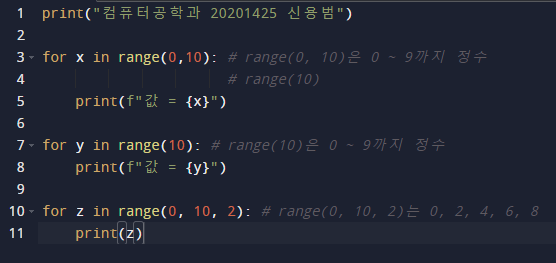 1 print("컴퓨터공학과 20201425 신용범")
2
3 for x in range(0,10): # range(0, 10)은 0 ~ 9까지 정수
4 # range(10)
5 print(f"값 = {x}")
6
7 for y in range(10): # range(10)은 0 ~ 9까지 정수
8 print(f"값 = {y}")
9
10 for z in range(0, 10, 2): # range(0, 10, 2)는 0, 2, 4, 6, 8
11 print(z)